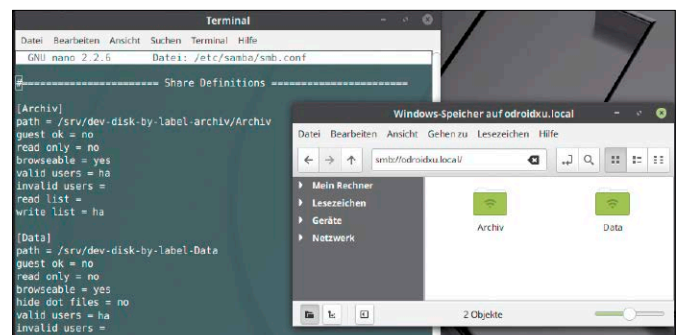 Terminal
Datei Bearbeiten Ansicht Suchen Terminal Hilfe
GNU nano 2.2.6 Datei: /etc/samba/smb.conf
#======================= Share Definitions =======================
[Archiv]
path = /srv/dev-disk-by-label-archiv/Archiv
guest ok = no
read only = no
browseable = yes
valid users = ha
invalid users =
read list =
write list = ha
[Data]
path = /srv/dev-disk-by-label-Data
guest ok = no
read only = no
browseable = yes
hide dot files = no
valid users = ha
invalid users =
Windows-Speicher auf odroidxu.local
Datei Bearbeiten Ansicht Gehen zu Lesezeichen Hilfe
smb://odroidxu.local/
Mein Rechner
Lesezeichen
Geräte
Netzwerk
Archiv
Data
2 Objekte